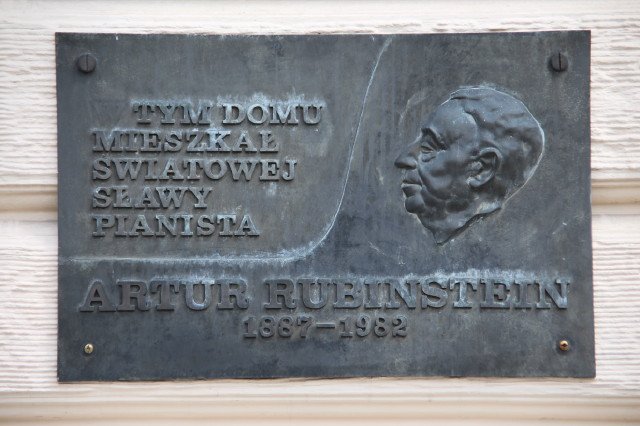 TYM DOMU
MIESZKAŁ
ŚWIATOWEJ
SŁAWY
PIANISTA
ARTUR RUBINSTEIN
1887–1982